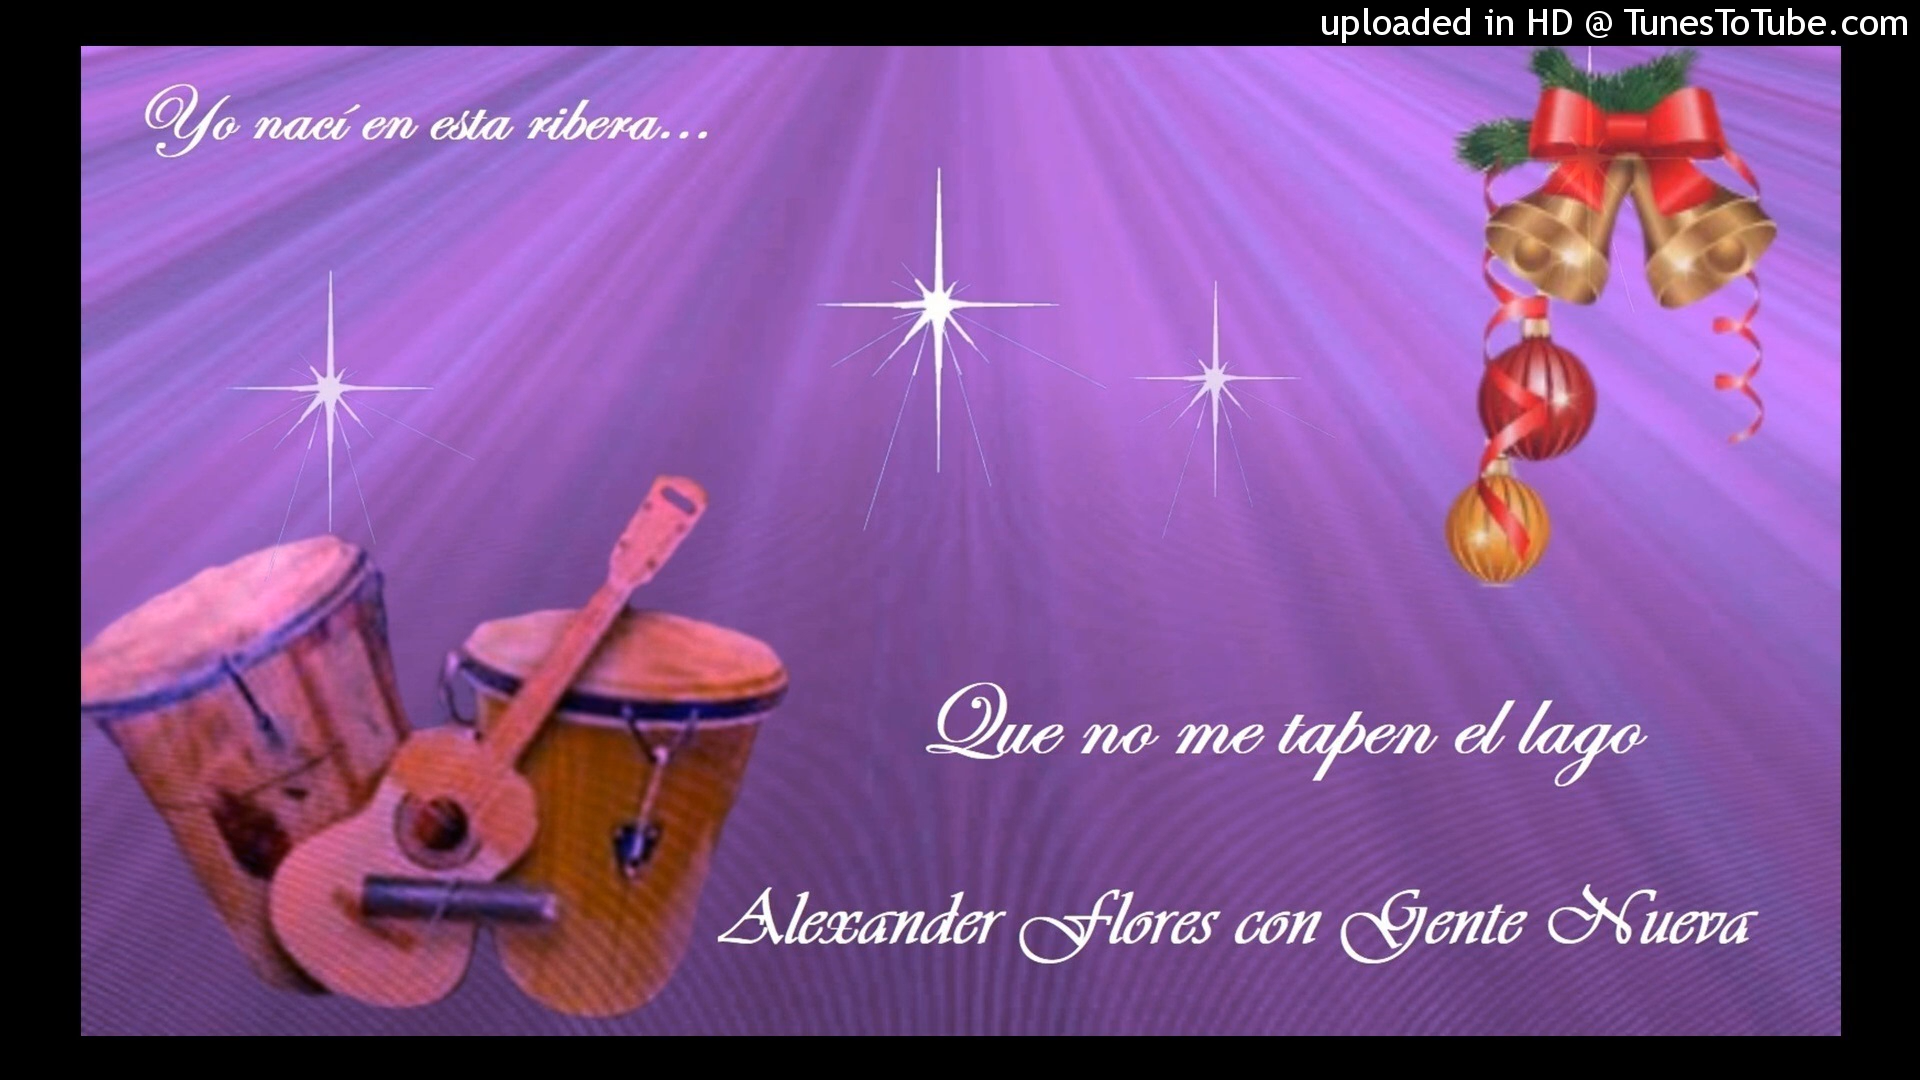 uploaded in HD @ TunesToTube.com
Yo nací en esta ribera...
Que no me tapen el lago
Alexander Flores con Gente Nueva